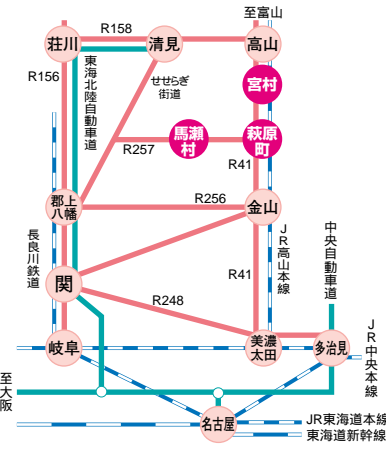 至富山
R158
荘川
清見
高山
R156
東海北陸自動車道
せせらぎ
街道
宮村
馬瀬
村
萩原
町
R257
R41
郡上
八幡
R256
金山
長良川鉄道
JR高山本線
中央自動車道
関
R41
R248
岐阜
美濃
太田
多治見
JR中央本線
至大阪
名古屋
JR東海道本線
東海道新幹線